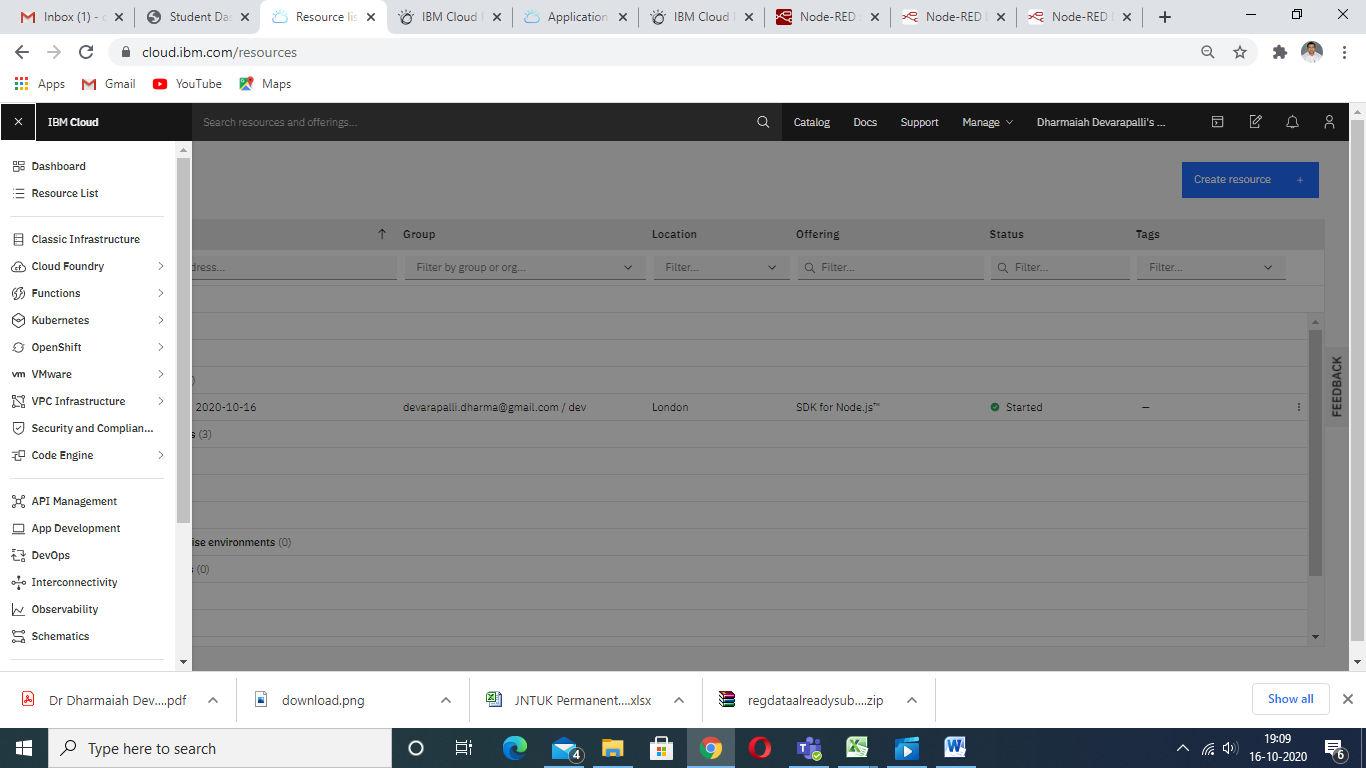 Inbox (1) - d
Student Das
Resource lis
IBM Cloud
Application
IBM Cloud
Node-RED
Node-RED
Node-RED
cloud.ibm.com/resources
Apps
Gmail
YouTube
Maps
IBM Cloud
Search resources and offerings...
Catalog
Docs
Support
Manage
Dharmaiah Devarapalli's ...
Dashboard
Resource List
Create resource +
Group
Location
Offering
Status
Tags
Classic Infrastructure
Cloud Foundry
dress...
Filter by group or org...
Filter...
Filter...
Filter...
Filter...
Functions
Kubernetes
OpenShift
vm VMware
)
VPC Infrastructure
2020-10-16
devarapalli.dharma@gmail.com / dev
London
SDK for Node.js™
Started
–
Security and Complian...
s (3)
Code Engine
API Management
App Development
DevOps
ise environments (0)
Interconnectivity
s (0)
Observability
Schematics
FEEDBACK
Dr Dharmaiah Dev....pdf
download.png
JNTUK Permanent....xlsx
regdataalreadysub....zip
Show all
Type here to search
4
19:09
16-10-2020
6